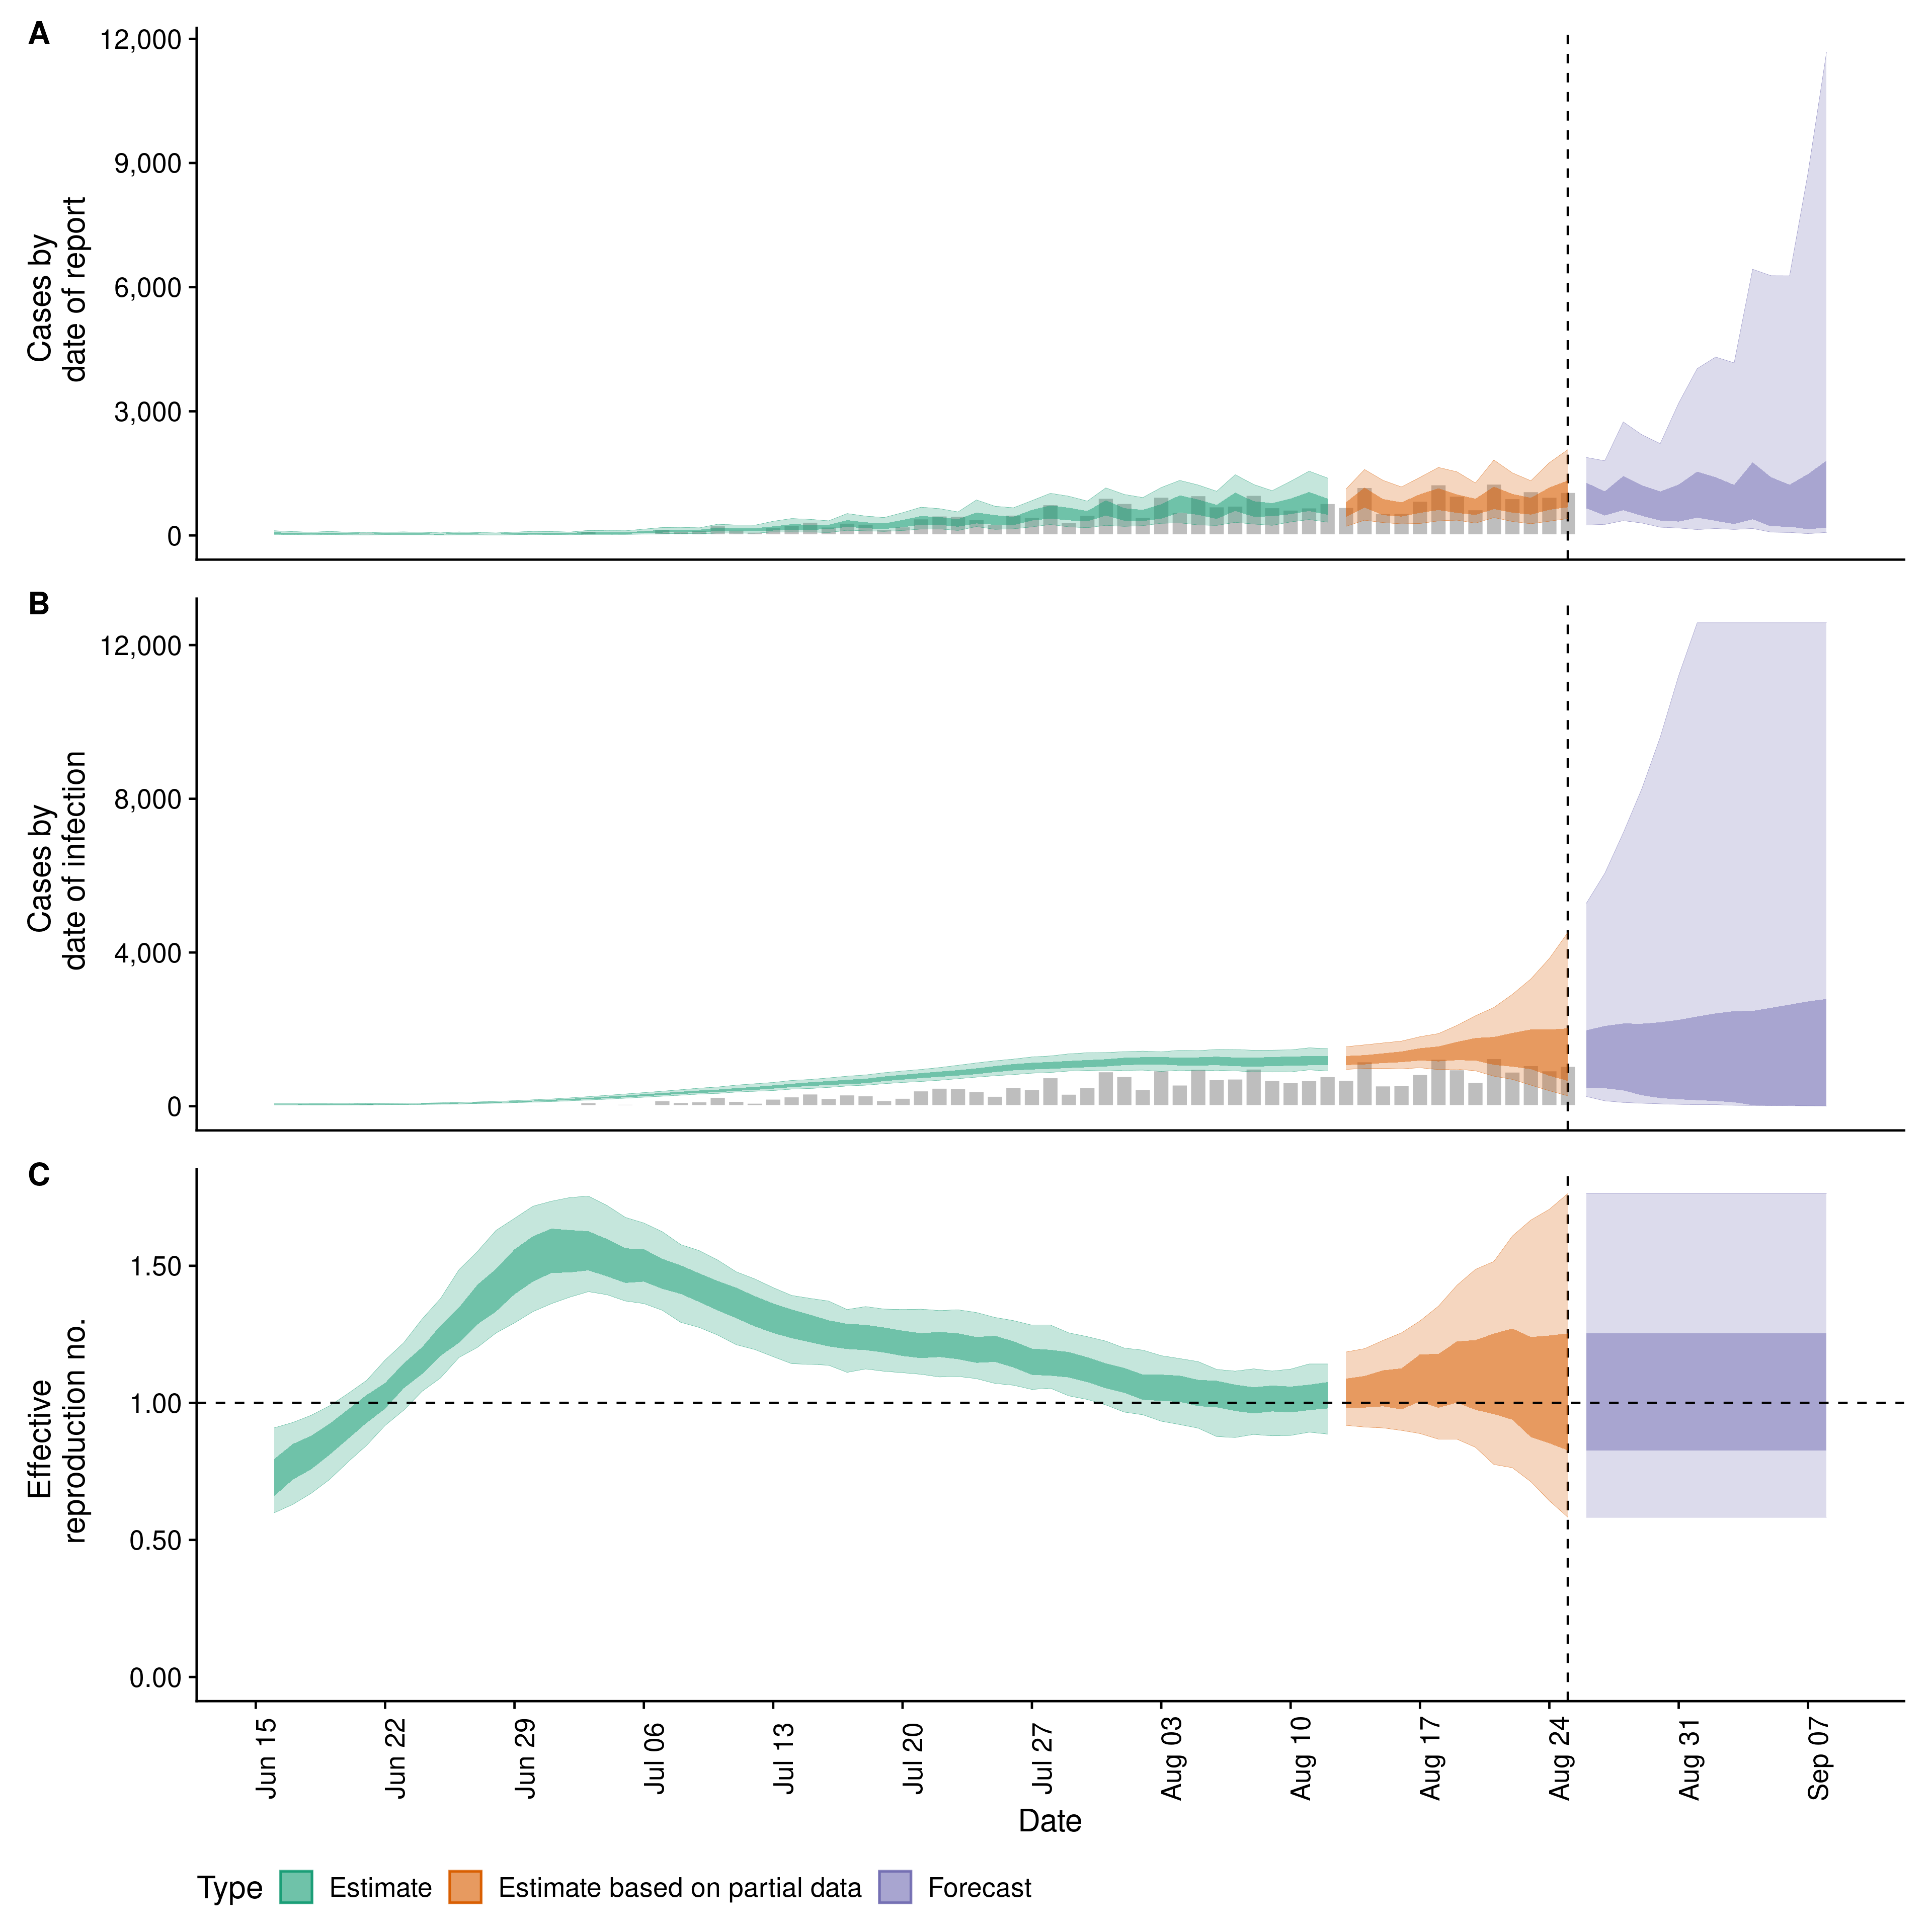 A
12,000
9,000
6,000
3,000
0
Cases by
date of report
B
12,000
8,000
4,000
0
Cases by
date of infection
C
1.50
1.00
0.50
0.00
Effective
reproduction no.
Jun 15
Jun 22
Jun 29
Jul 06
Jul 13
Jul 20
Jul 27
Aug 03
Aug 10
Aug 17
Aug 24
Aug 31
Sep 07
Date
Type
Estimate
Estimate based on partial data
Forecast